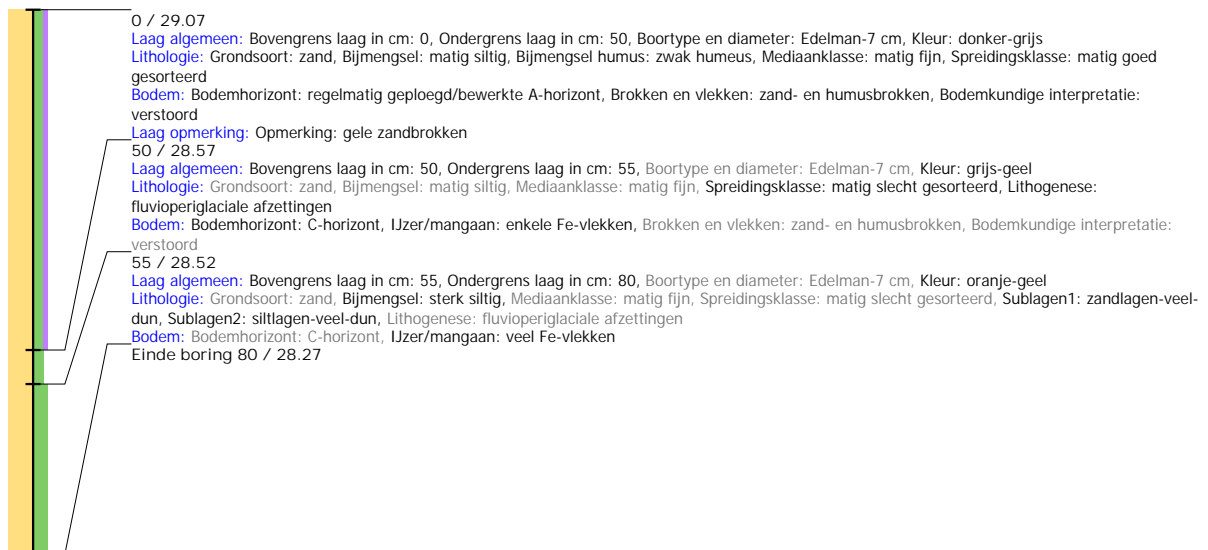 0 / 29.07
Laag algemeen: Bovengrens laag in cm: 0, Ondergrens laag in cm: 50, Boortype en diameter: Edelman-7 cm, Kleur: donker-grijs
Lithologie: Grondsoort: zand, Bijmengsel: matig siltig, Bijmengsel humus: zwak humeus, Mediaanklasse: matig fijn, Spreidingsklasse: matig goed
gesorteerd
Bodem: Bodemhorizont: regelmatig geploegd/bewerkte A-horizont, Brokken en vlekken: zand- en humusbrokken, Bodemkundige interpretatie:
verstoord
Laag opmerking: Opmerking: gele zandbrokken
50 / 28.57
Laag algemeen: Bovengrens laag in cm: 50, Ondergrens laag in cm: 55, Boortype en diameter: Edelman-7 cm, Kleur: grijs-geel
Lithologie: Grondsoort: zand, Bijmengsel: matig siltig, Mediaanklasse: matig fijn, Spreidingsklasse: matig slecht gesorteerd, Lithogenese:
fluvioperiglaciale afzettingen
Bodem: Bodemhorizont: C-horizont, IJzer/mangaan: enkele Fe-vlekken, Brokken en vlekken: zand- en humusbrokken, Bodemkundige interpretatie:
verstoord
55 / 28.52
Laag algemeen: Bovengrens laag in cm: 55, Ondergrens laag in cm: 80, Boortype en diameter: Edelman-7 cm, Kleur: oranje-geel
Lithologie: Grondsoort: zand, Bijmengsel: sterk siltig, Mediaanklasse: matig fijn, Spreidingsklasse: matig slecht gesorteerd, Sublagen1: zandlagen-veel-
dun, Sublagen2: siltlagen-veel-dun, Lithogenese: fluvioperiglaciale afzettingen
Bodem: Bodemhorizont: C-horizont, IJzer/mangaan: veel Fe-vlekken
Einde boring 80 / 28.27